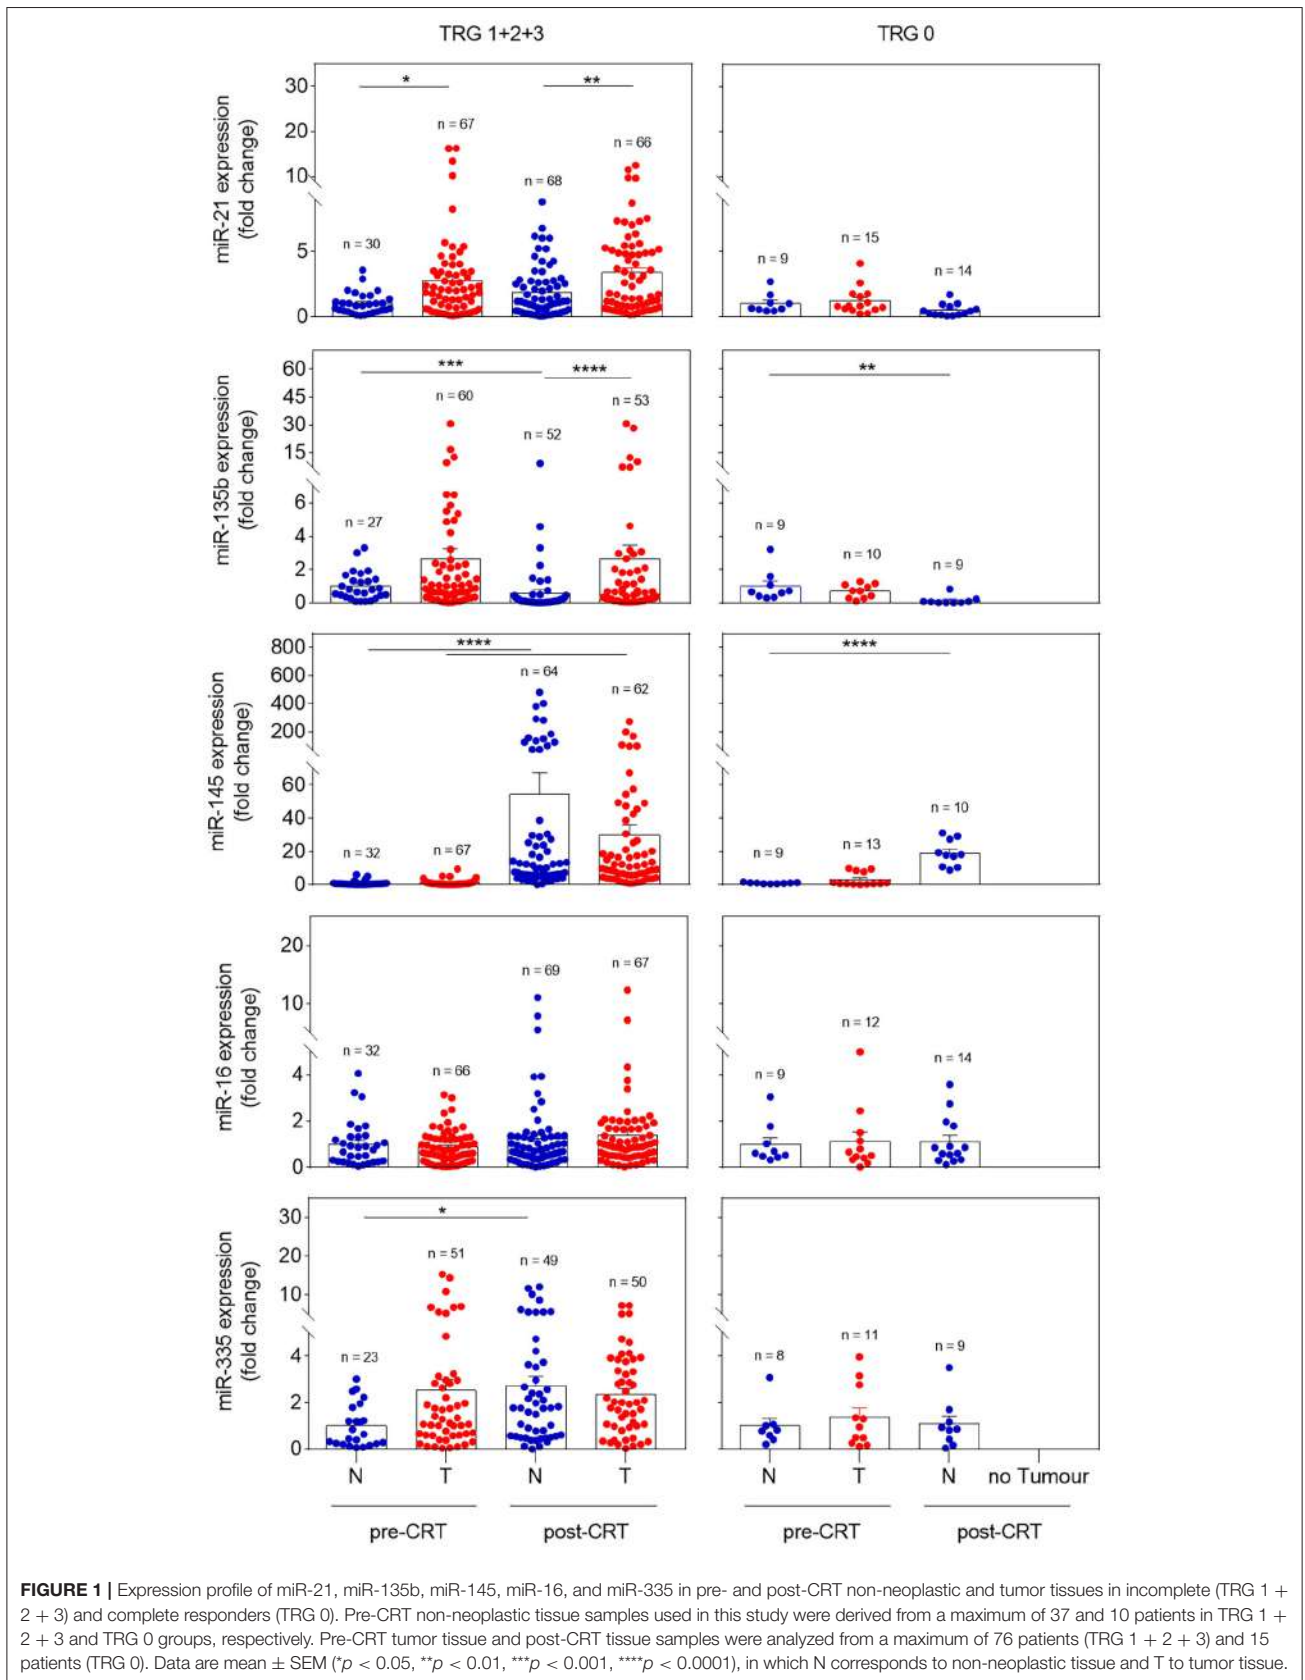 TRG 1+2+3
TRG 0
miR-21 expression
(fold change)
30
20
10
5
0
*
**
n = 30
n = 67
n = 68
n = 66
n = 9
n = 15
n = 14
miR-135b expression
(fold change)
60
45
30
15
6
4
2
0
***
****
**
n = 27
n = 60
n = 52
n = 53
n = 9
n = 10
n = 9
miR-145 expression
(fold change)
800
600
400
200
60
40
20
0
****
****
n = 32
n = 67
n = 64
n = 62
n = 9
n = 13
n = 10
miR-16 expression
(fold change)
20
10
4
2
0
n = 32
n = 66
n = 69
n = 67
n = 9
n = 12
n = 14
miR-335 expression
(fold change)
30
20
10
4
2
0
*
n = 23
n = 51
n = 49
n = 50
n = 8
n = 11
n = 9
N T N T N T N no Tumour
pre-CRT post-CRT pre-CRT post-CRT
FIGURE 1 | Expression profile of miR-21, miR-135b, miR-145, miR-16, and miR-335 in pre- and post-CRT non-neoplastic and tumor tissues in incomplete (TRG 1 +
2 + 3) and complete responders (TRG 0). Pre-CRT non-neoplastic tissue samples used in this study were derived from a maximum of 37 and 10 patients in TRG 1 +
2 + 3 and TRG 0 groups, respectively. Pre-CRT tumor tissue and post-CRT tissue samples were analyzed from a maximum of 76 patients (TRG 1 + 2 + 3) and 15
patients (TRG 0). Data are mean ± SEM (*p < 0.05, **p < 0.01, ***p < 0.001, ****p < 0.0001), in which N corresponds to non-neoplastic tissue and T to tumor tissue.